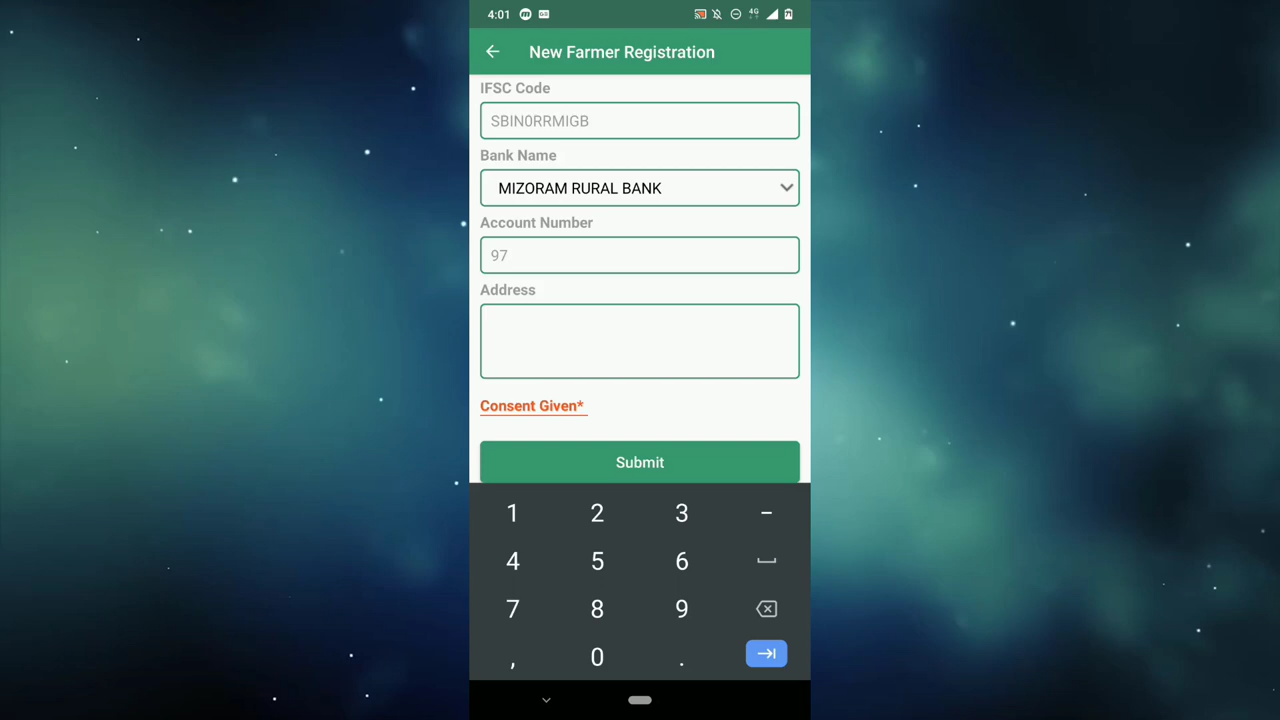 4:01 4G
New Farmer Registration
IFSC Code
SBIN0RRMIGB
Bank Name
MIZORAM RURAL BANK
Account Number
97
Address
Consent Given*
Submit
1 2 3 –
4 5 6
7 8 9
, 0 .